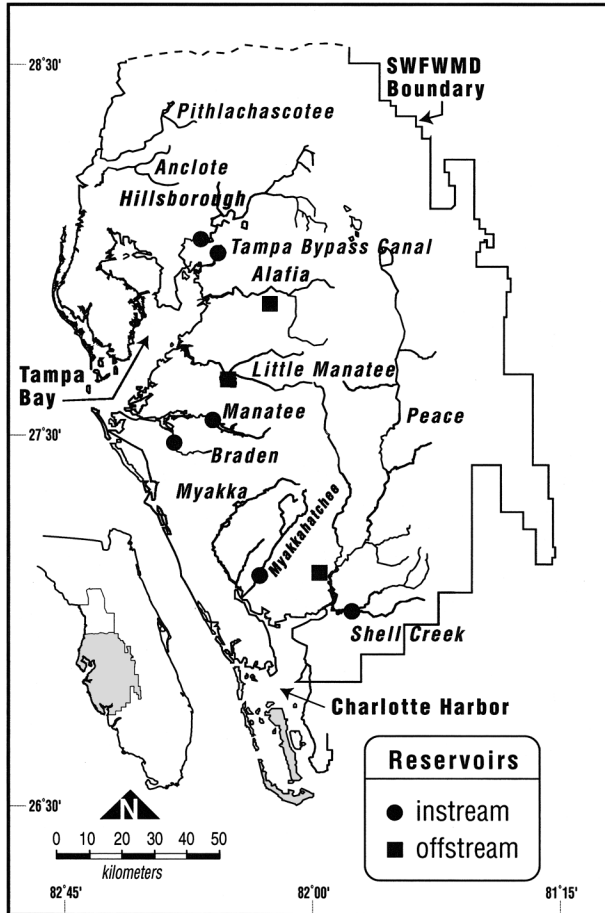 28°30'
SWFWMD
Boundary
Pithlachascotee
Anclote
Hillsborough
Tampa Bypass Canal
Alafia
Tampa
Bay
Little Manatee
Manatee
Peace
27°30'
Braden
Myakka
Myakkahatchee
Shell Creek
Charlotte Harbor
Reservoirs
instream
offstream
26°30'
N
0 10 20 30 40 50
kilometers
82°45' 82°00' 81°15'